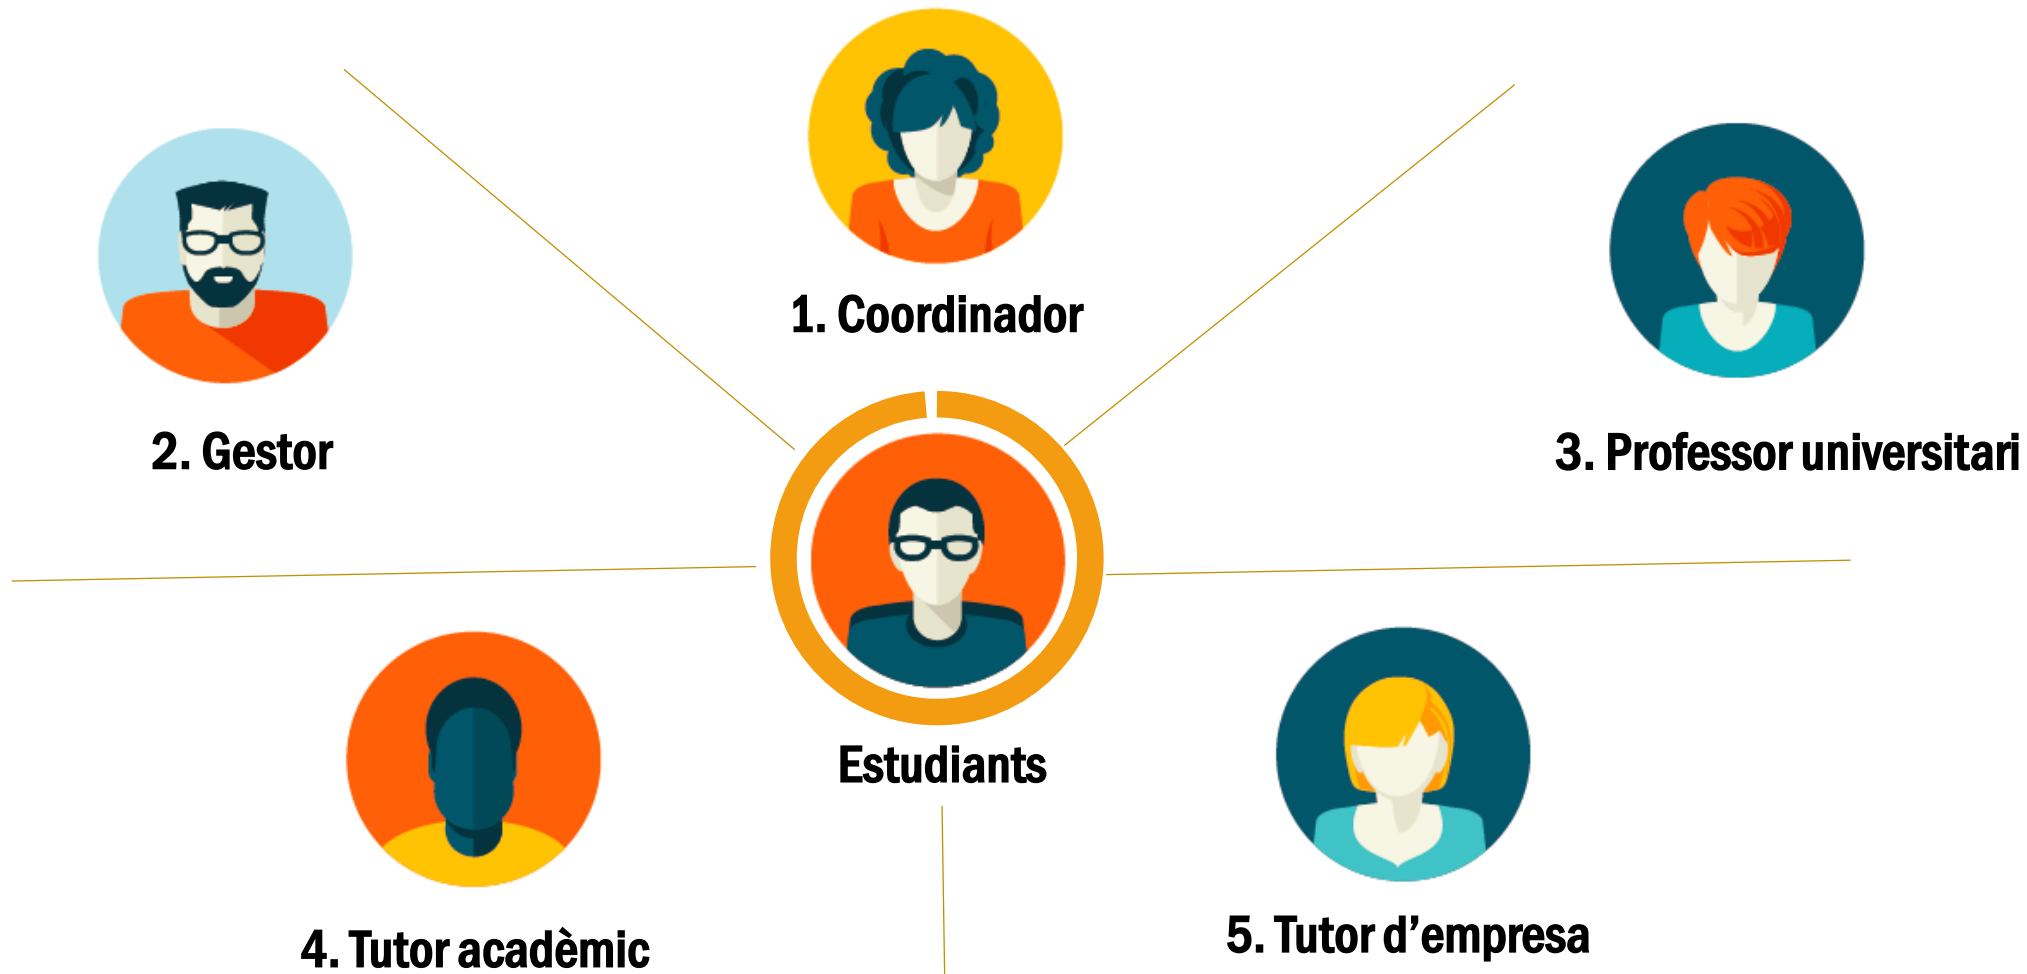 1. Coordinador
2. Gestor
3. Professor universitari
Estudiants
4. Tutor acadèmic
5. Tutor d’empresa